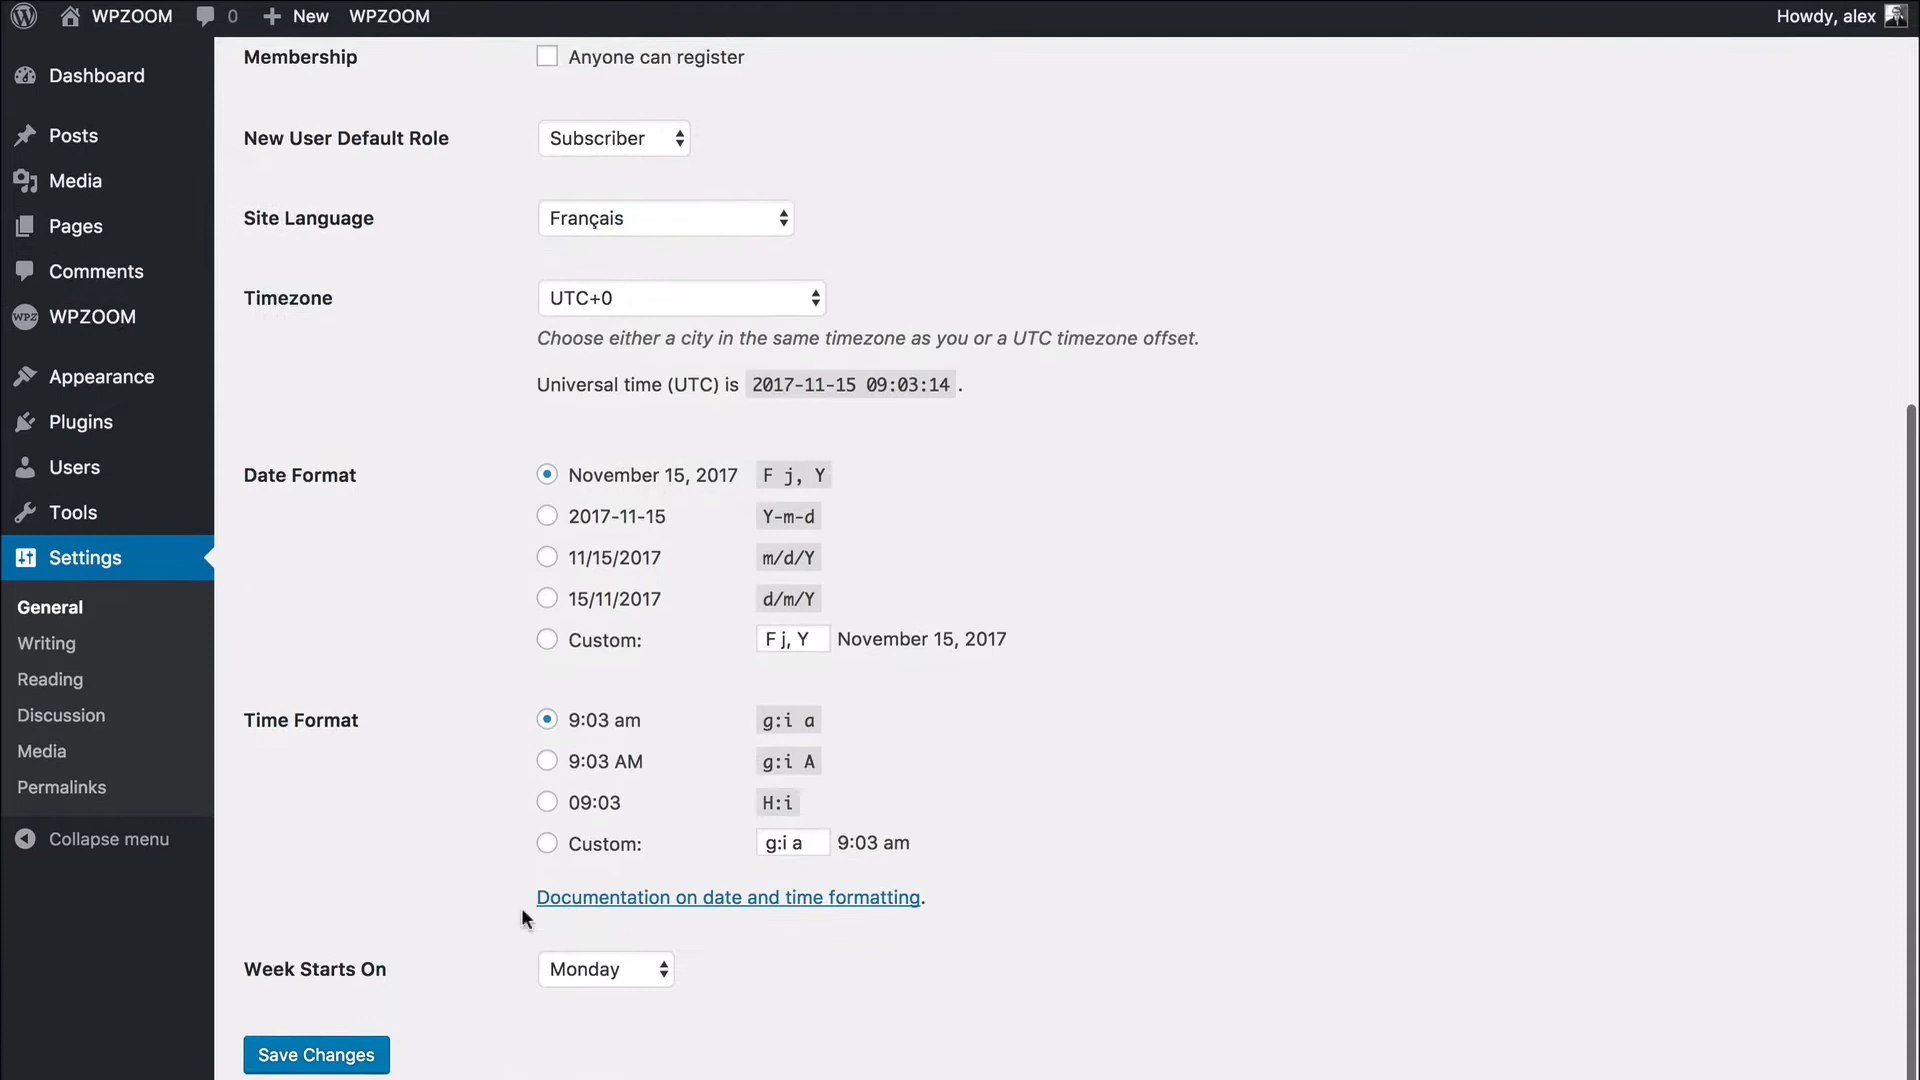 WPZOOM 0 New WPZOOM Howdy, alex
Dashboard
Posts
Media
Pages
Comments
WPZ WPZOOM
Appearance
Plugins
Users
Tools
Settings
General
Writing
Reading
Discussion
Media
Permalinks
Collapse menu
Membership Anyone can register
New User Default Role Subscriber
Site Language Français
Timezone UTC+0
Choose either a city in the same timezone as you or a UTC timezone offset.
Universal time (UTC) is 2017-11-15 09:03:14 .
Date Format November 15, 2017 F j, Y
2017-11-15 Y-m-d
11/15/2017 m/d/Y
15/11/2017 d/m/Y
Custom: F j, Y November 15, 2017
Time Format 9:03 am g:i a
9:03 AM g:i A
09:03 H:i
Custom: g:i a 9:03 am
Documentation on date and time formatting.
Week Starts On Monday
Save Changes